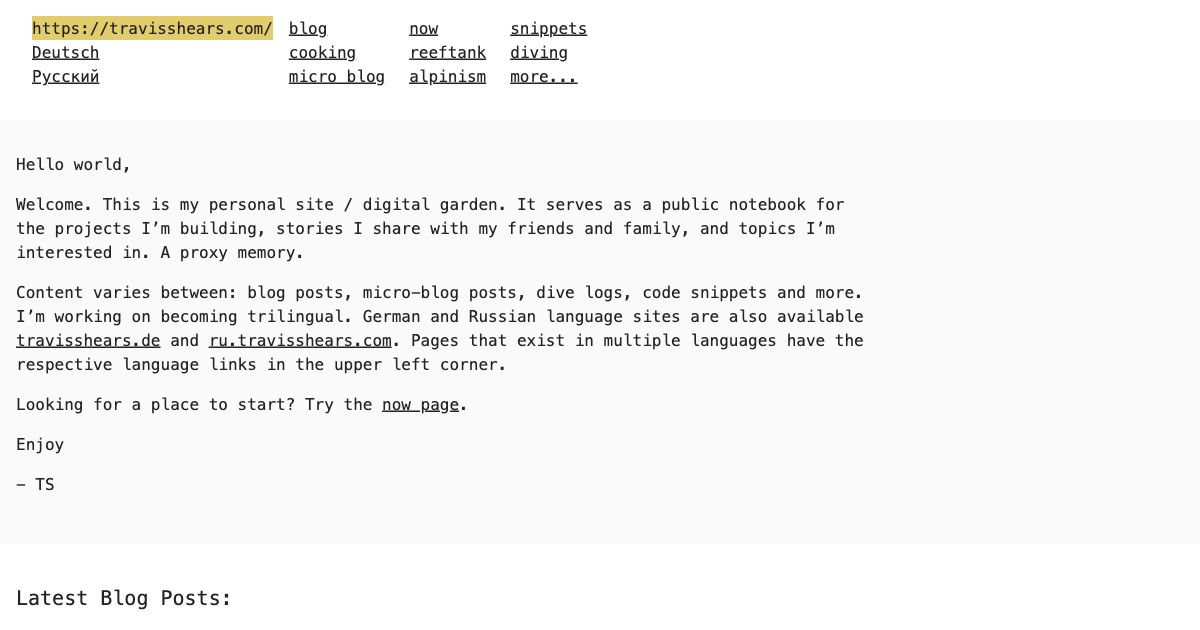 https://travisshears.com/ blog now snippets
Deutsch cooking reeftank diving
Русский micro blog alpinism more...
Hello world,
Welcome. This is my personal site / digital garden. It serves as a public notebook for
the projects I’m building, stories I share with my friends and family, and topics I’m
interested in. A proxy memory.
Content varies between: blog posts, micro-blog posts, dive logs, code snippets and more.
I’m working on becoming trilingual. German and Russian language sites are also available
travisshears.de and ru.travisshears.com. Pages that exist in multiple languages have the
respective language links in the upper left corner.
Looking for a place to start? Try the now page.
Enjoy
- TS
Latest Blog Posts: